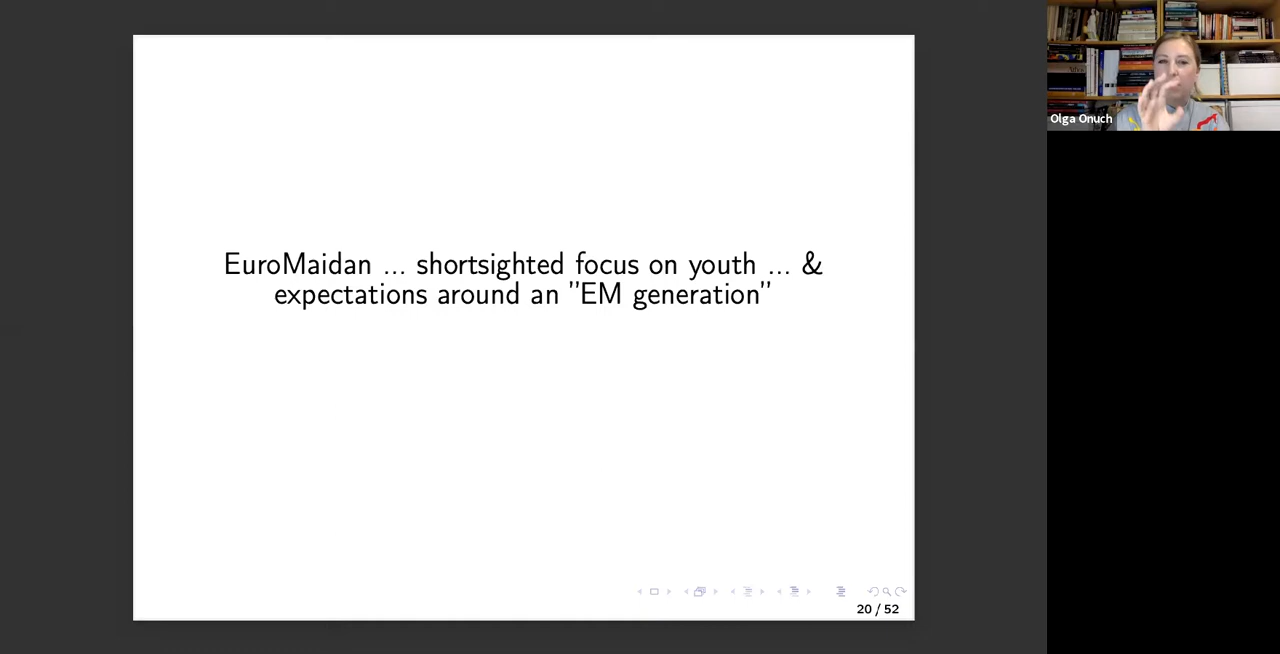 EuroMaidan ... shortsighted focus on youth ... &
expectations around an ”EM generation”
20 / 52
Olga Onuch